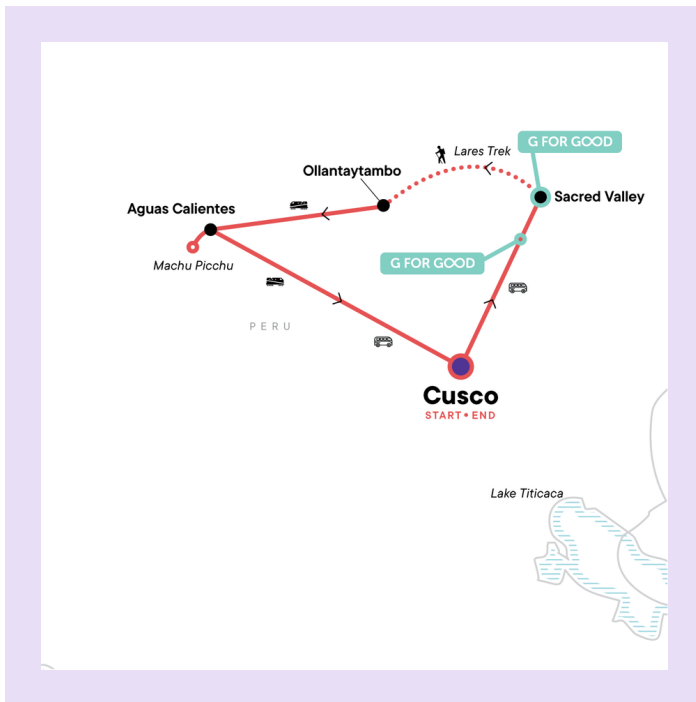 G FOR GOOD
Lares Trek
Ollantaytambo
Sacred Valley
Aguas Calientes
G FOR GOOD
Machu Picchu
PERU
Cusco
START • END
Lake Titicaca